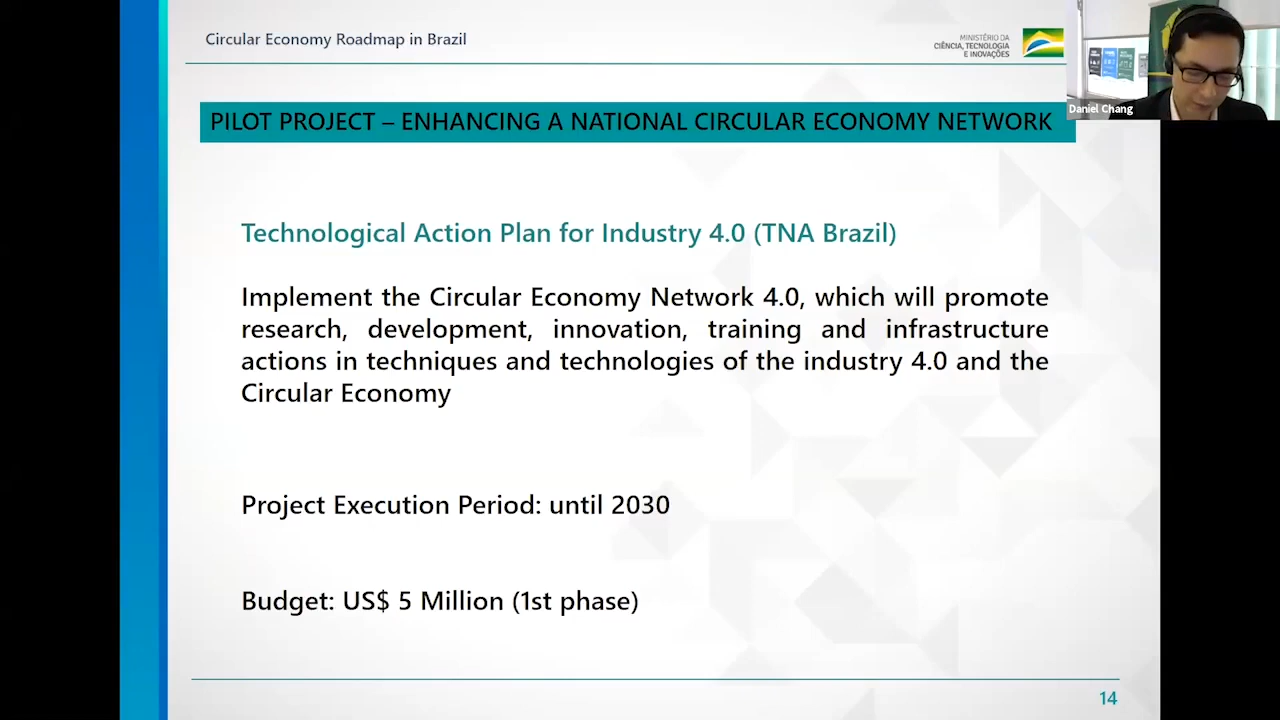 Circular Economy Roadmap in Brazil
MINISTÉRIO DA
CIÊNCIA, TECNOLOGIA
E INOVAÇÕES
Daniel Chang
PILOT PROJECT – ENHANCING A NATIONAL CIRCULAR ECONOMY NETWORK
Technological Action Plan for Industry 4.0 (TNA Brazil)
Implement the Circular Economy Network 4.0, which will promote
research, development, innovation, training and infrastructure
actions in techniques and technologies of the industry 4.0 and the
Circular Economy
Project Execution Period: until 2030
Budget: US$ 5 Million (1st phase)
14